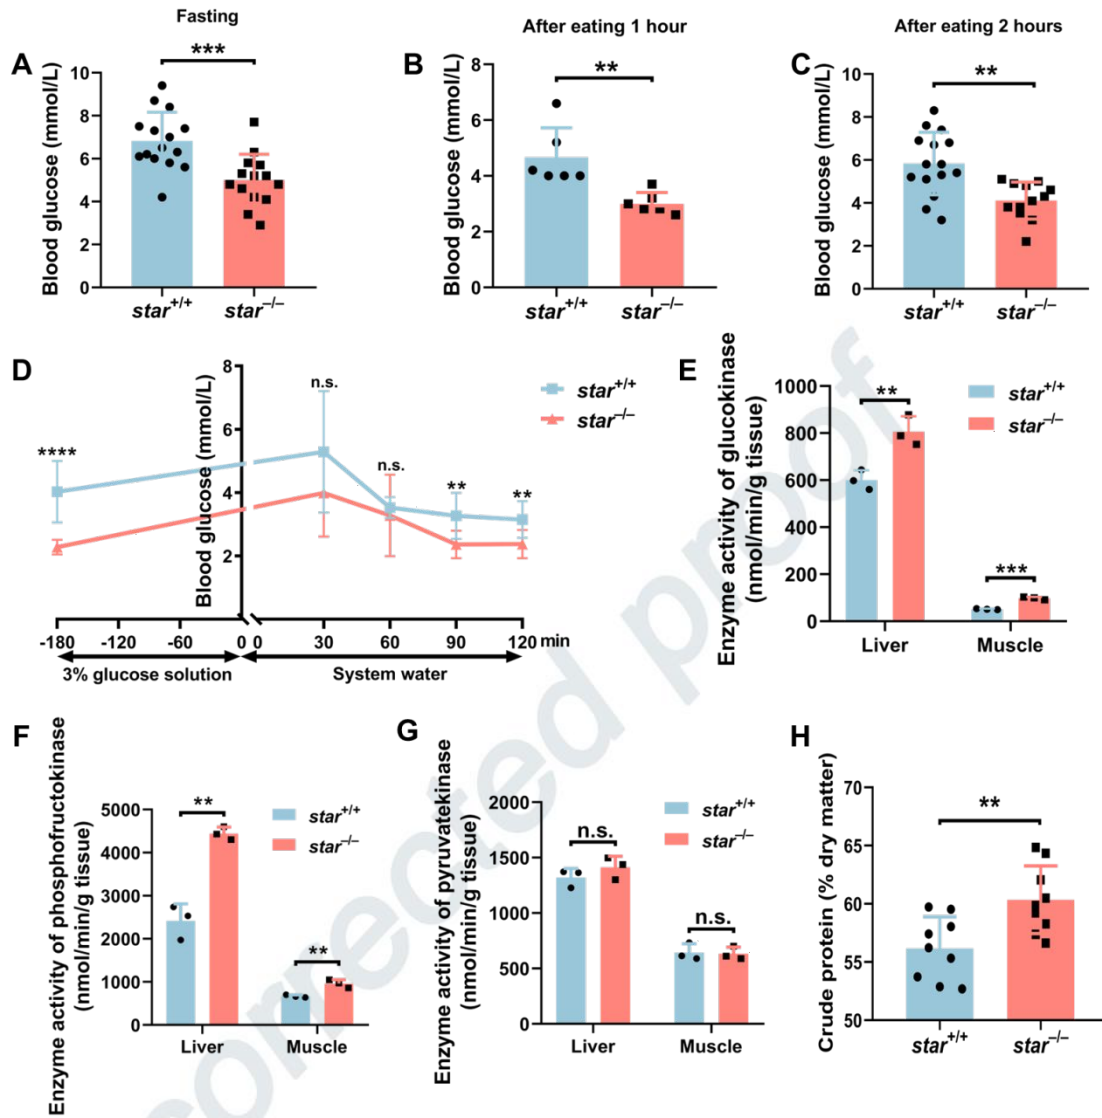 Fasting
After eating 1 hour
After eating 2 hours
A
***
Blood glucose (mmol/L)
10
8
6
4
2
0
star+/+
star–/–
B
**
Blood glucose (mmol/L)
8
6
4
2
0
star+/+
star–/–
C
**
Blood glucose (mmol/L)
10
8
6
4
2
0
star+/+
star–/–
D
Blood glucose (mmol/L)
8
6
4
2
****
n.s.
n.s.
**
**
star+/+
star–/–
-180
-120
-60
0
0
30
60
90
120
min
3% glucose solution
System water
E
Enzyme activity of glucokinase
(nmol/min/g tissue)
1000
800
600
400
200
0
**
***
star+/+
star–/–
Liver
Muscle
F
Enzyme activity of phosphofructokinase
(nmol/min/g tissue)
5000
4000
3000
2000
1000
0
**
**
star+/+
star–/–
Liver
Muscle
G
Enzyme activity of pyruvatekinase
(nmol/min/g tissue)
2000
1500
1000
500
0
n.s.
n.s.
star+/+
star–/–
Liver
Muscle
H
Crude protein (% dry matter)
70
65
60
55
50
**
star+/+
star–/–
orrected proof